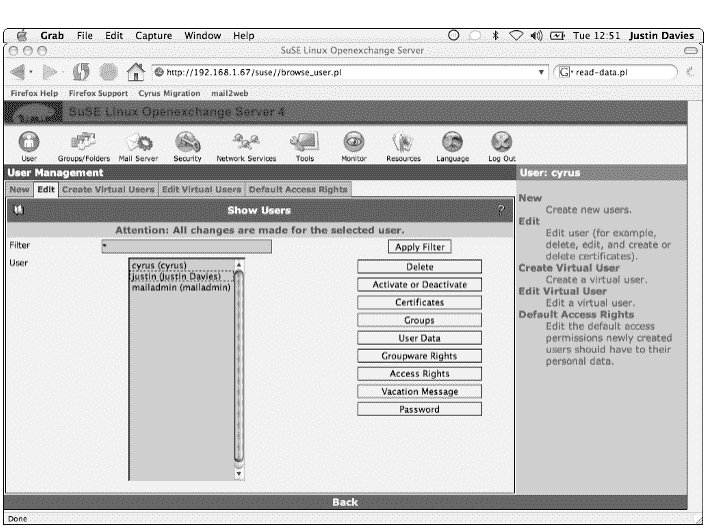 Grab File Edit Capture Window Help Tue 12:51 Justin Davies
SuSE Linux Openexchange Server
http://192.168.1.67/suse//browse_user.pl G read-data.pl
Firefox Help Firefox Support Cyrus Migration mail2web
SuSE Linux Openexchange Server 4
User Groups/Folders Mail Server Security Network Services Tools Monitor Resources Language Log Out
User Management User: cyrus
New Edit Create Virtual Users Edit Virtual Users Default Access Rights
Show Users ?
Attention: All changes are made for the selected user.
Filter * Apply Filter
User
cyrus (cyrus)
justin (Justin Davies)
mailadmin (mailadmin)
Delete
Activate or Deactivate
Certificates
Groups
User Data
Groupware Rights
Access Rights
Vacation Message
Password
New
Create new users.
Edit
Edit user (for example,
delete, edit, and create or
delete certificates).
Create Virtual User
Create a virtual user.
Edit Virtual User
Edit a virtual user.
Default Access Rights
Edit the default access
permissions newly created
users should have to their
personal data.
Back
Done